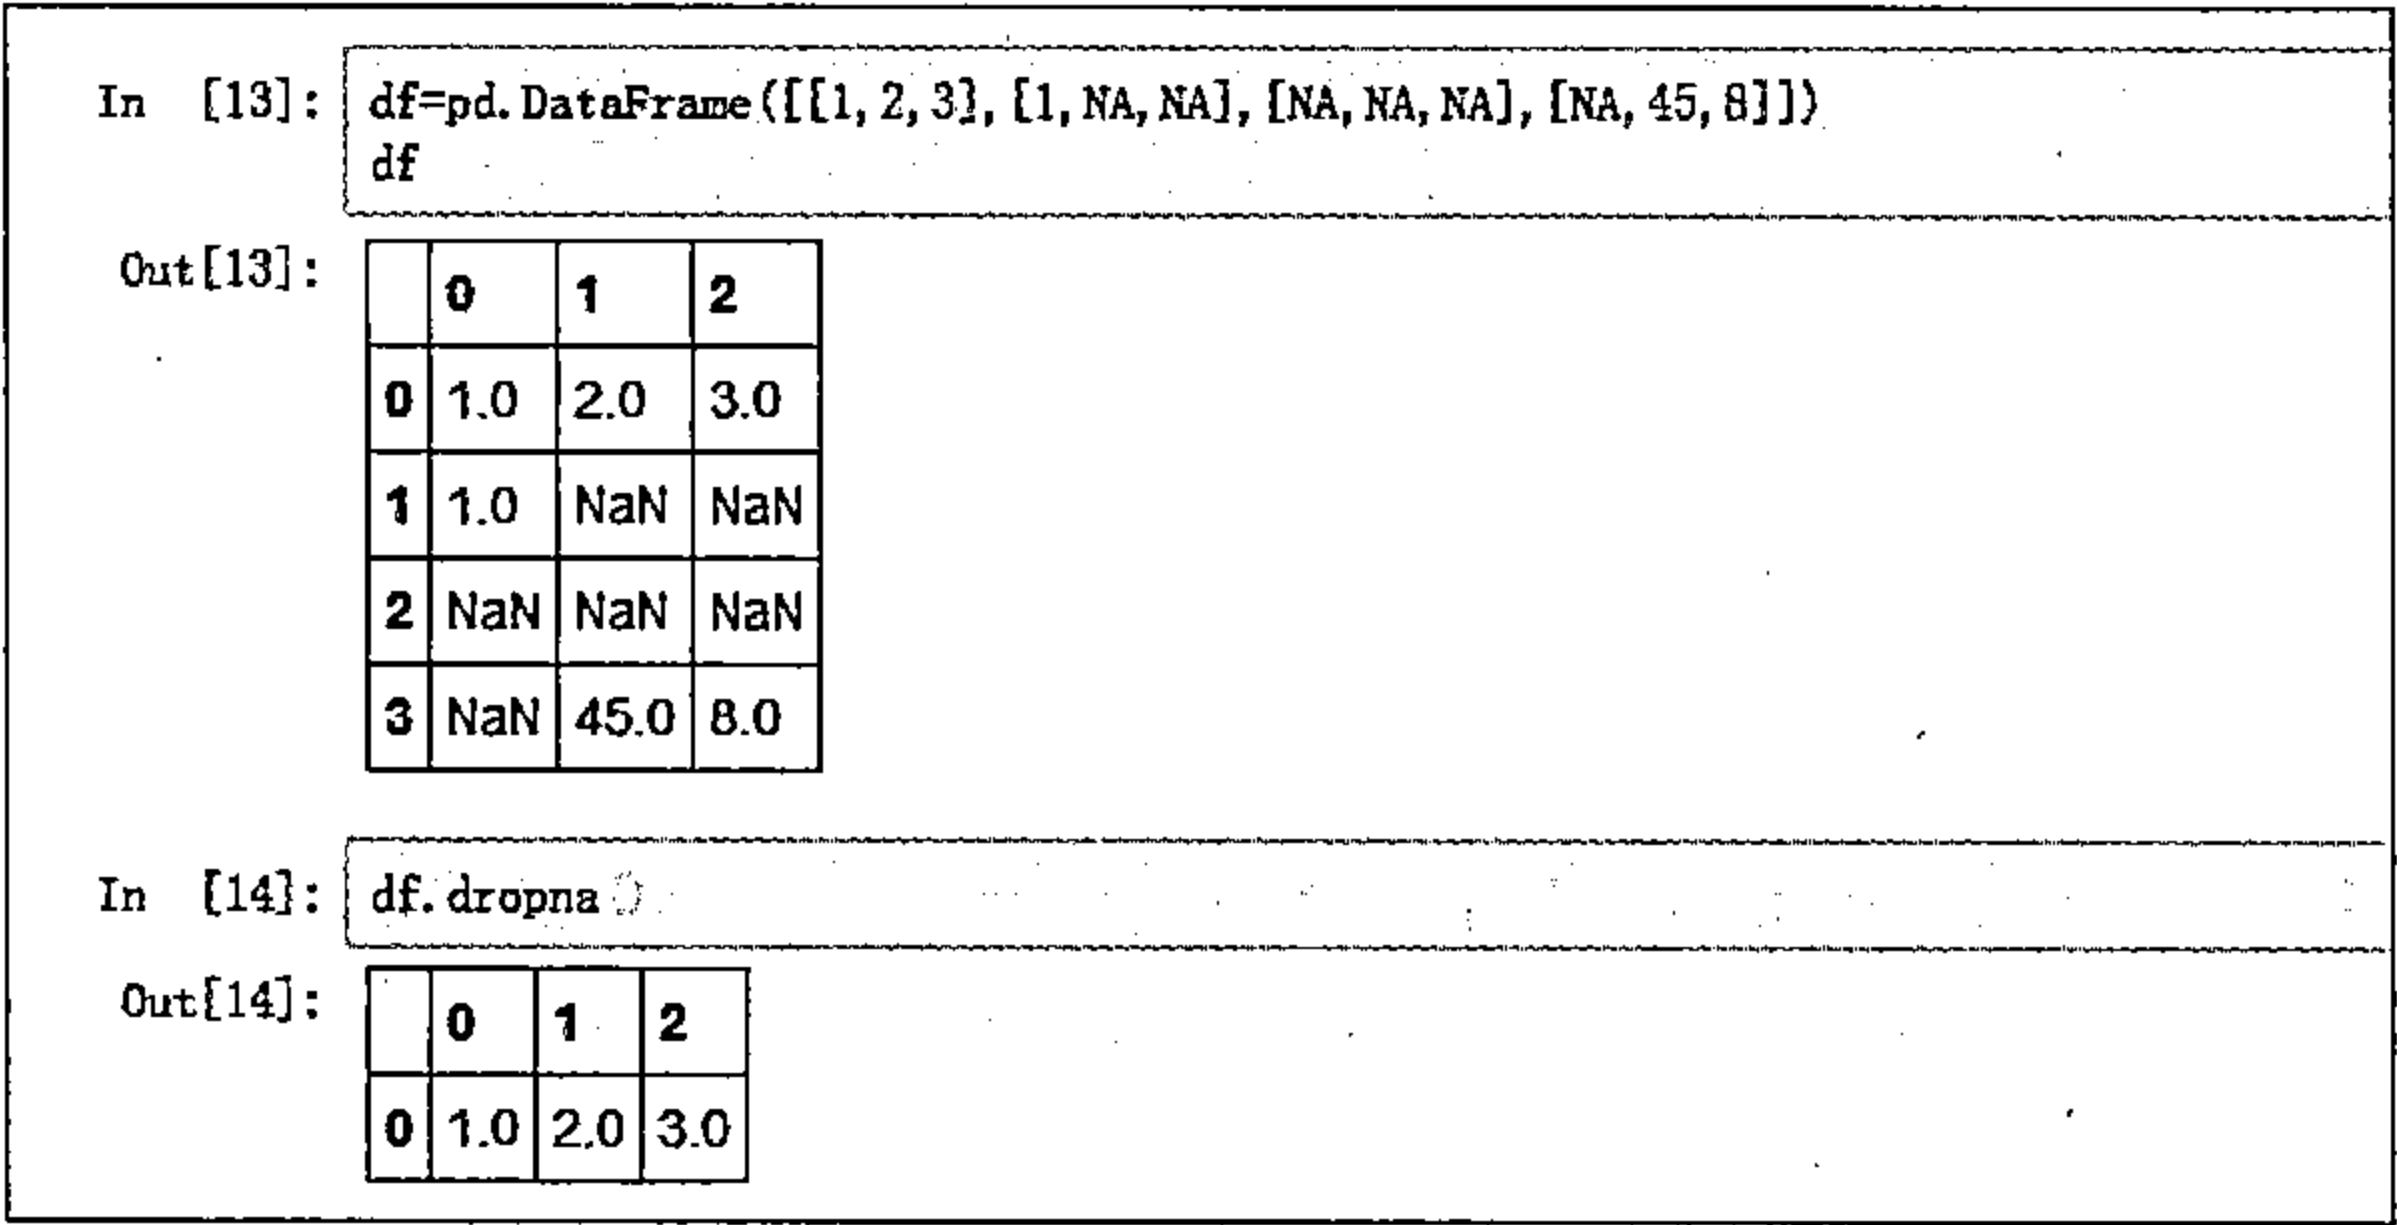 In [13]: df=pd.DataFrame([[1,2,3],[1,NA,NA],[NA,NA,NA],[NA,45,8]])
df
Out[13]:
0 1 2
0 1.0 2.0 3.0
1 1.0 NaN NaN
2 NaN NaN NaN
3 NaN 45.0 8.0
In [14]: df.dropna()
Out[14]:
0 1 2
0 1.0 2.0 3.0